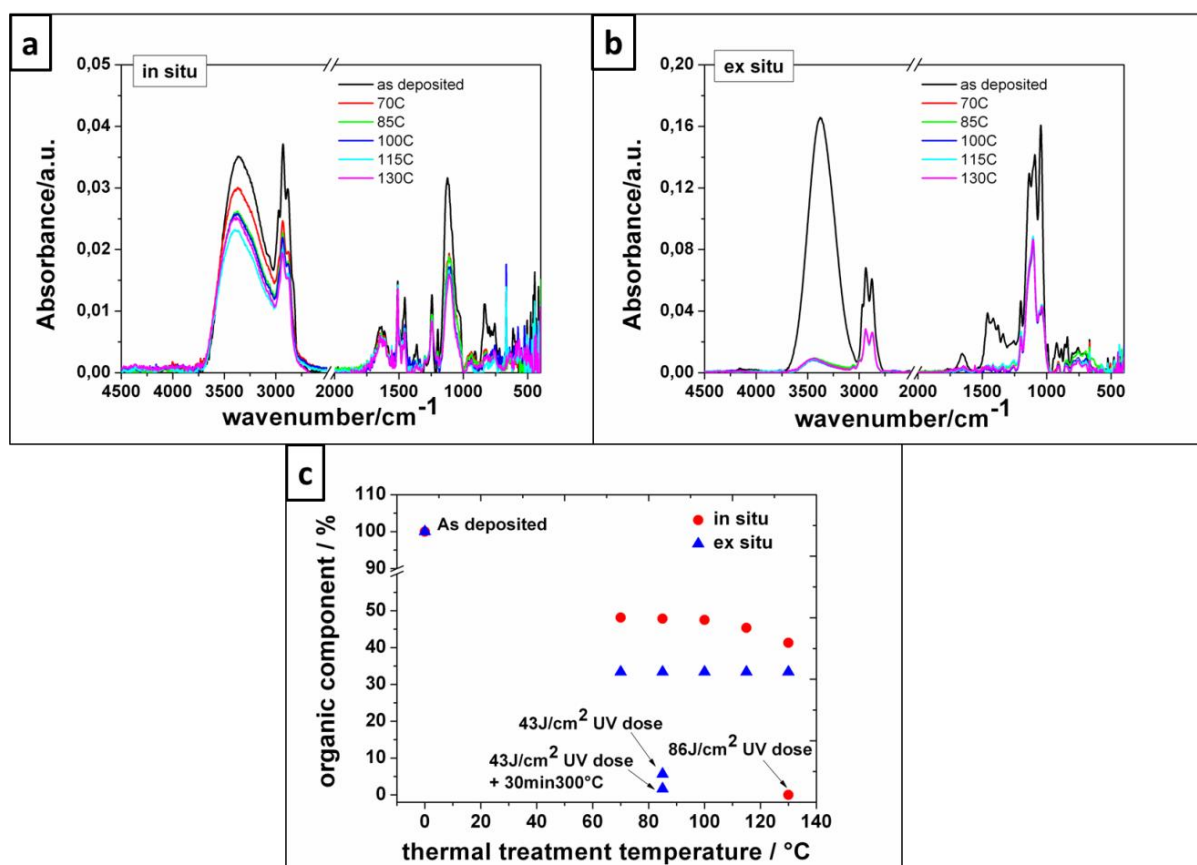 a
in situ
as deposited
70C
85C
100C
115C
130C
0,05
0,04
0,03
0,02
0,01
0,00
Absorbance/a.u.
4500 4000 3500 3000 2000 1500 1000 500
wavenumber/cm-1
b
ex situ
as deposited
70C
85C
100C
115C
130C
0,20
0,16
0,12
0,08
0,04
0,00
Absorbance/a.u.
4500 4000 3500 3000 2000 1500 1000 500
wavenumber/cm-1
c
110
100
90
50
40
30
20
10
0
organic component / %
As deposited
in situ
ex situ
43J/cm2 UV dose
43J/cm2 UV dose
+ 30min300°C
86J/cm2 UV dose
0 20 40 60 80 100 120 140
thermal treatment temperature / °C